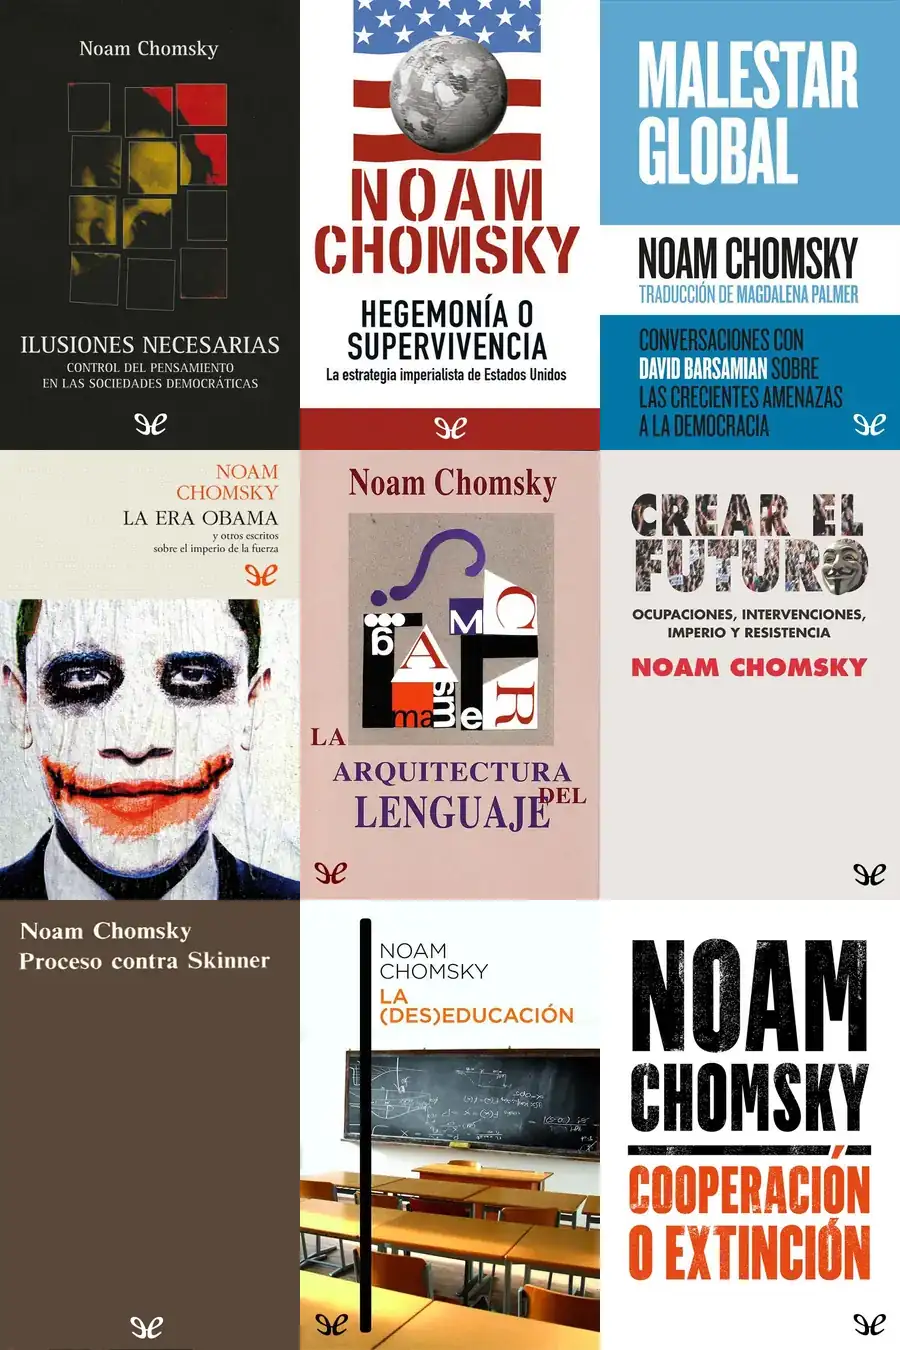 Noam Chomsky
ILUSIONES NECESARIAS
CONTROL DEL PENSAMIENTO
EN LAS SOCIEDADES DEMOCRÁTICAS
NOAM
CHOMSKY
HEGEMONÍA O
SUPERVIVENCIA
La estrategia imperialista de Estados Unidos
MALESTAR
GLOBAL
NOAM CHOMSKY
TRADUCCIÓN DE MAGDALENA PALMER
CONVERSACIONES CON
DAVID BARSAMIAN SOBRE
LAS CRECIENTES AMENAZAS
A LA DEMOCRACIA
NOAM
CHOMSKY
LA ERA OBAMA
y otros escritos
sobre el imperio de la fuerza
Noam Chomsky
LA
ARQUITECTURA
DEL
LENGUAJE
CREAR EL
FUTURO
OCUPACIONES, INTERVENCIONES,
IMPERIO Y RESISTENCIA
NOAM CHOMSKY
Noam Chomsky
Proceso contra Skinner
NOAM
CHOMSKY
LA
(DES)EDUCACIÓN
NOAM
CHOMSKY
COOPERACIÓN
O EXTINCIÓN